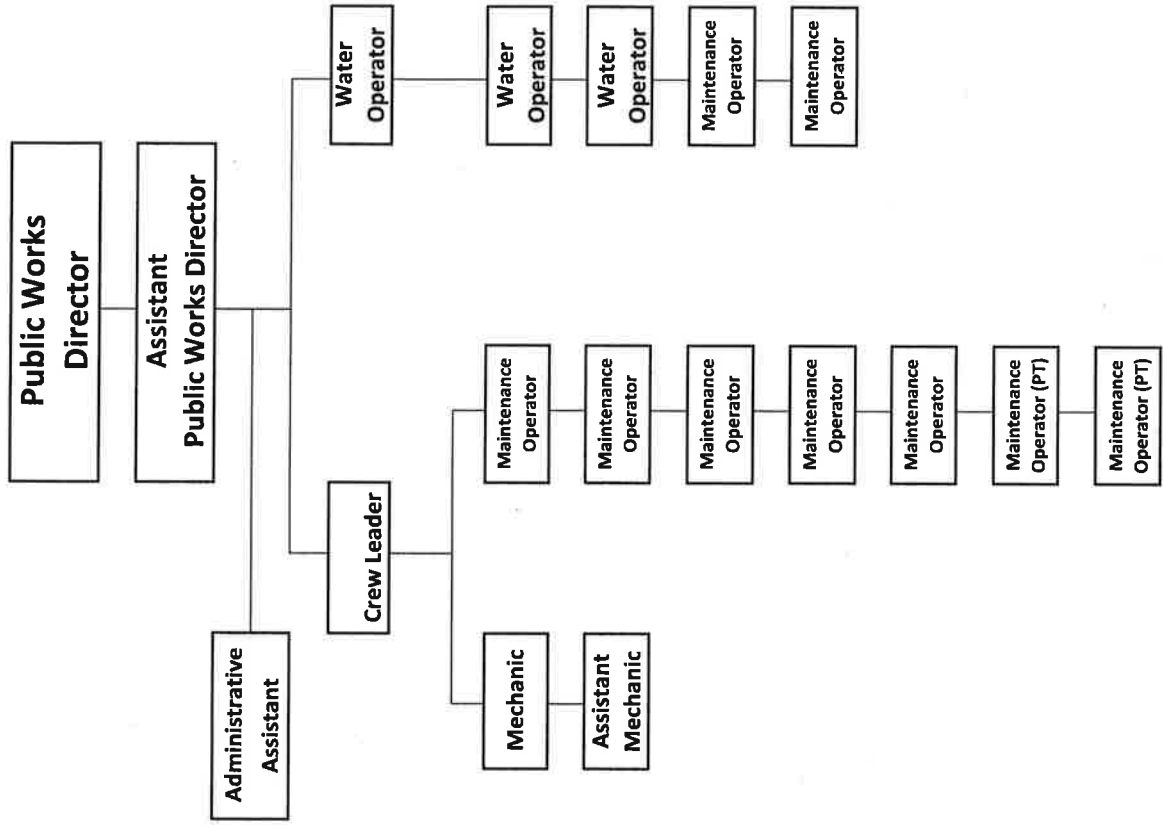 Public Works
Director
Assistant
Public Works Director
Administrative
Assistant
Crew Leader
Water
Operator
Mechanic
Assistant
Mechanic
Maintenance
Operator
Maintenance
Operator
Maintenance
Operator
Maintenance
Operator
Maintenance
Operator
Maintenance
Operator (PT)
Maintenance
Operator (PT)
Water
Operator
Water
Operator
Maintenance
Operator
Maintenance
Operator